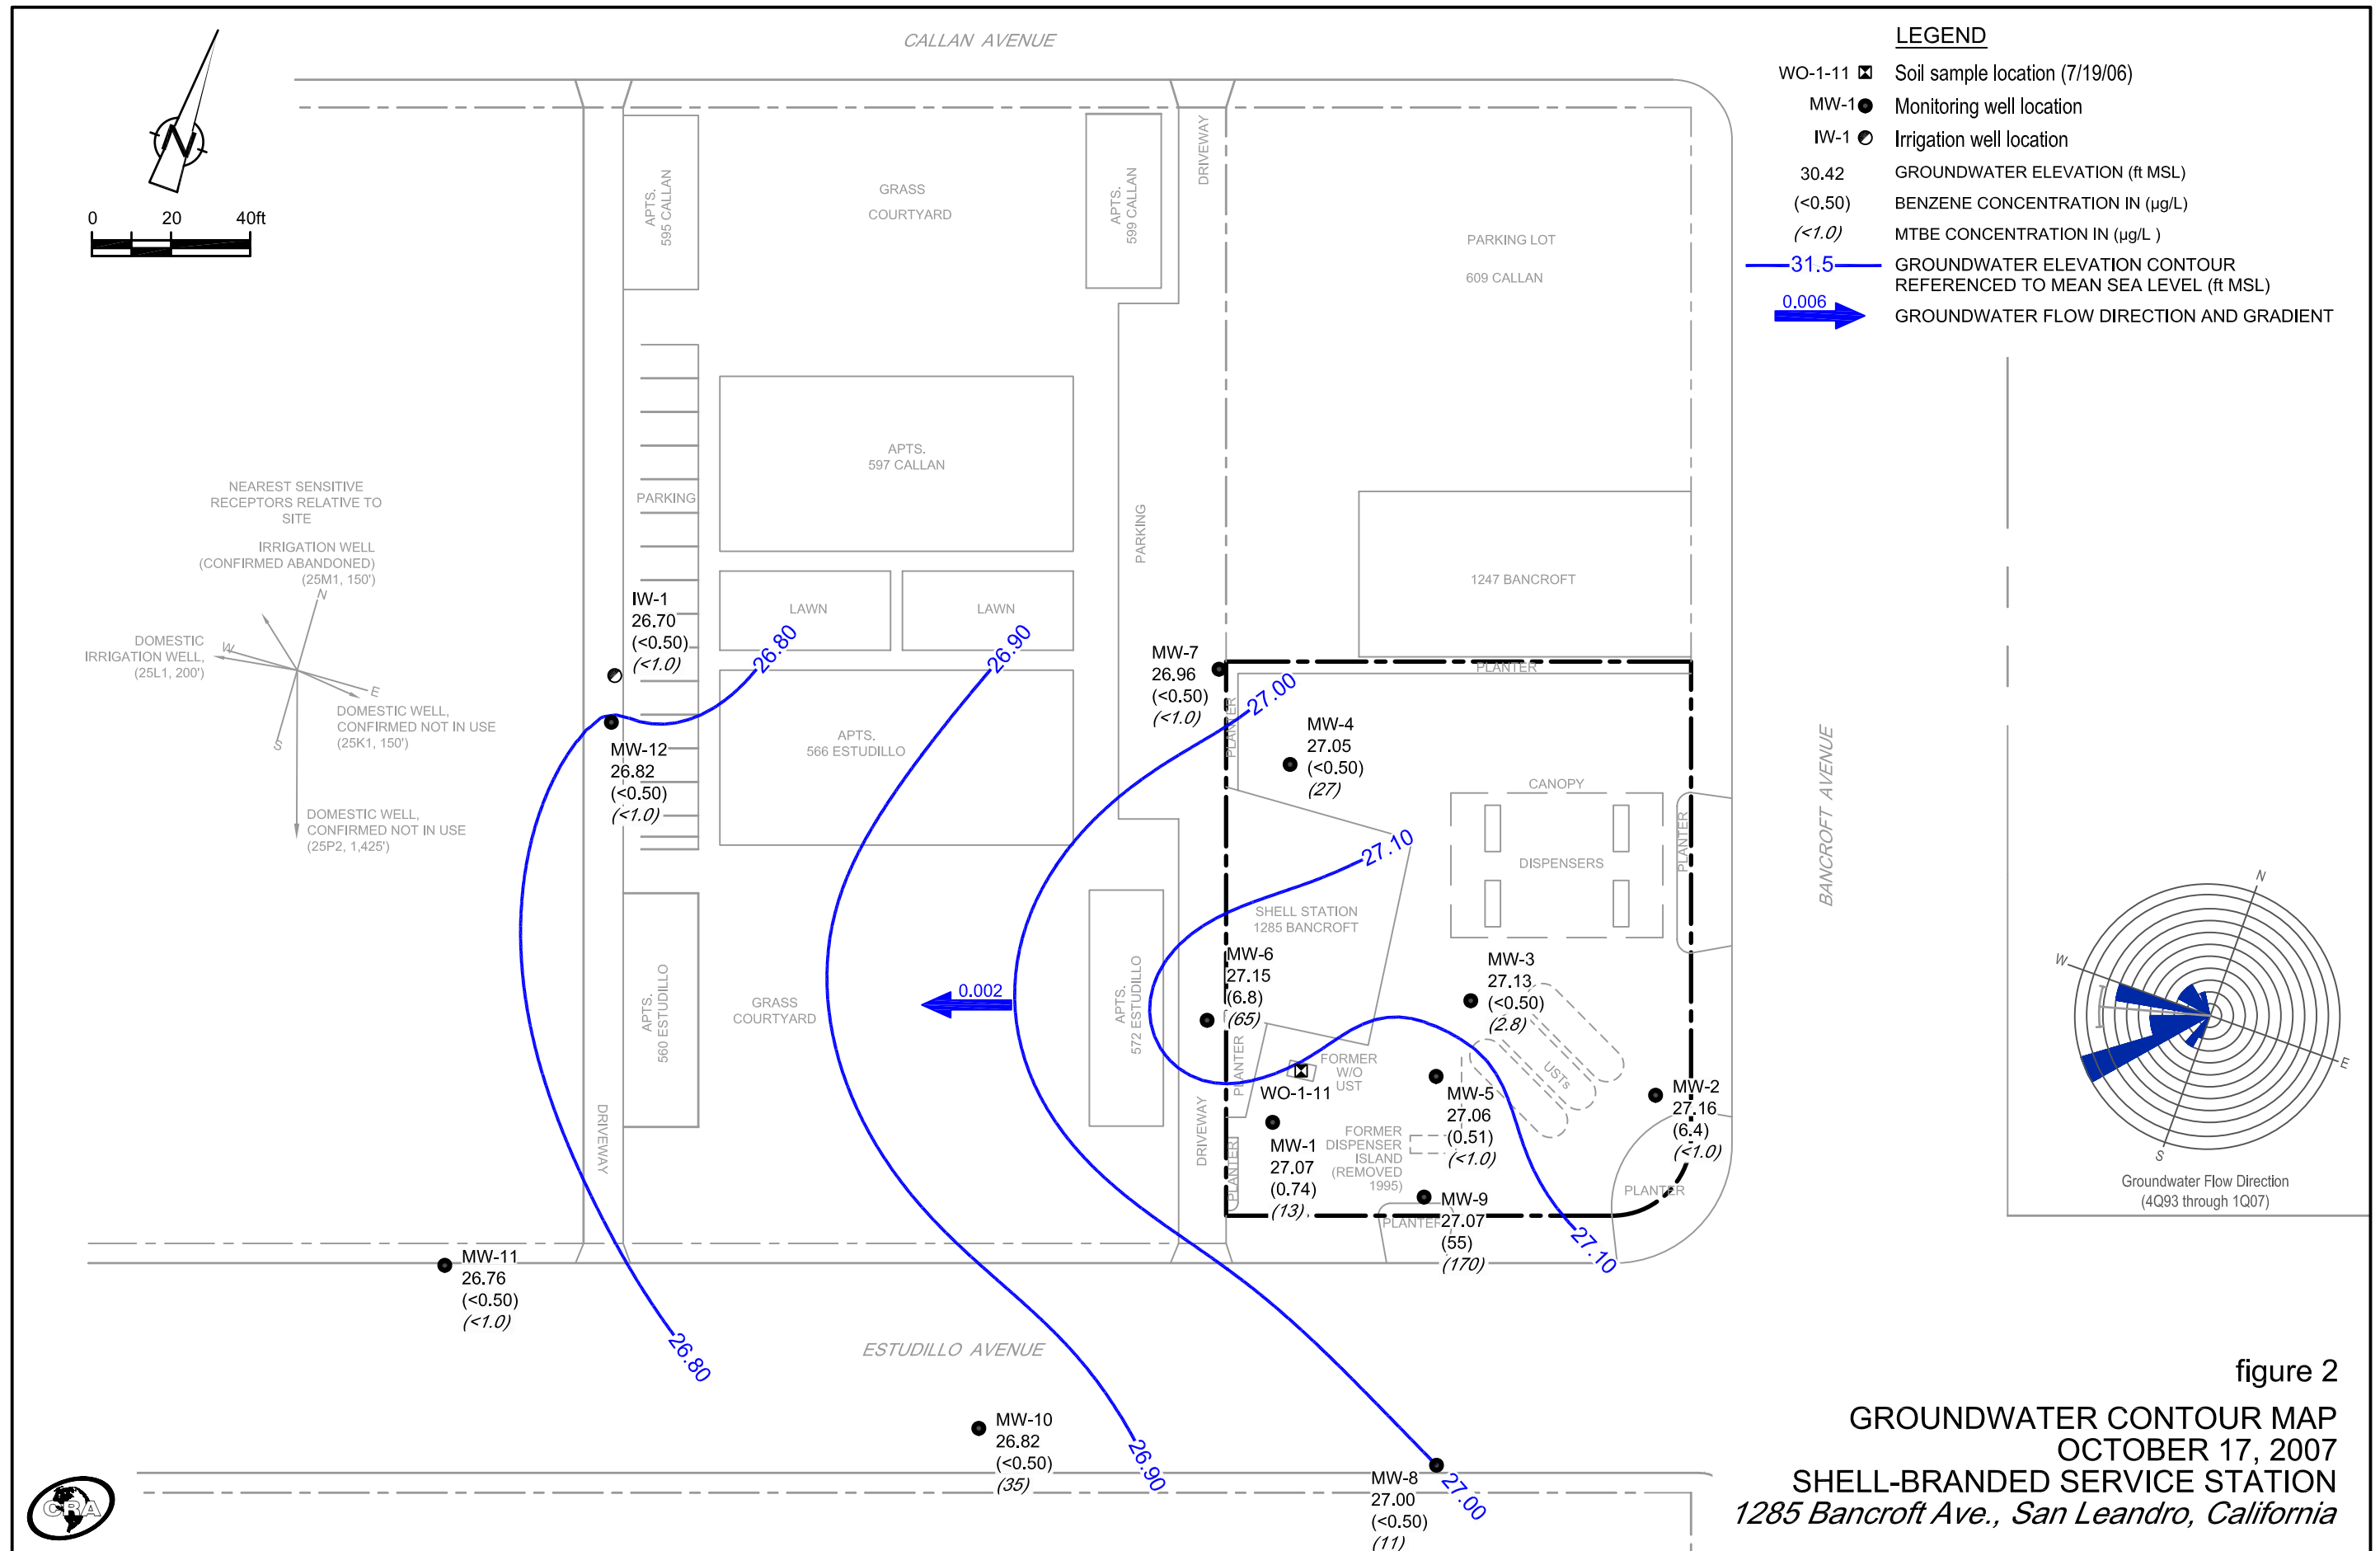 CALLAN AVENUE
LEGEND
WO-1-11 Soil sample location (7/19/06)
MW-1 Monitoring well location
IW-1 Irrigation well location
30.42 GROUNDWATER ELEVATION (ft MSL)
(<0.50) BENZENE CONCENTRATION IN (µg/L)
(<1.0) MTBE CONCENTRATION IN (µg/L )
31.5 GROUNDWATER ELEVATION CONTOUR
REFERENCED TO MEAN SEA LEVEL (ft MSL)
0.006 GROUNDWATER FLOW DIRECTION AND GRADIENT
N
0 20 40ft
APTS.
595 CALLAN
GRASS
COURTYARD
APTS.
599 CALLAN
DRIVEWAY
PARKING LOT
609 CALLAN
APTS.
597 CALLAN
PARKING
PARKING
1247 BANCROFT
LAWN
LAWN
NEAREST SENSITIVE
RECEPTORS RELATIVE TO
SITE
IRRIGATION WELL
(CONFIRMED ABANDONED)
(25M1, 150')
N
DOMESTIC
IRRIGATION WELL,
(25L1, 200')
W
E
S
DOMESTIC WELL,
CONFIRMED NOT IN USE
(25K1, 150')
DOMESTIC WELL,
CONFIRMED NOT IN USE
(25P2, 1,425')
IW-1
26.70
(<0.50)
(<1.0)
26.80
26.90
MW-7
26.96
(<0.50)
(<1.0)
PLANTER
27.00
PLANTER
MW-4
27.05
(<0.50)
(27)
MW-12
26.82
(<0.50)
(<1.0)
APTS.
566 ESTUDILLO
BANCROFT AVENUE
CANOPY
DISPENSERS
PLANTER
27.10
SHELL STATION
1285 BANCROFT
MW-6
27.15
(6.8)
(65)
MW-3
27.13
(<0.50)
(2.8)
USTs
APTS.
560 ESTUDILLO
GRASS
COURTYARD
0.002
APTS.
572 ESTUDILLO
PLANTER
FORMER
W/O
UST
WO-1-11
MW-5
27.06
(0.51)
(<1.0)
MW-2
27.16
(6.4)
(<1.0)
DRIVEWAY
DRIVEWAY
PLANTER
MW-1
27.07
(0.74)
(13)
FORMER
DISPENSER
ISLAND
(REMOVED
1995)
MW-9
27.07
(55)
(170)
PLANTER
PLANTER
27.10
N
W
E
S
Groundwater Flow Direction
(4Q93 through 1Q07)
MW-11
26.76
(<0.50)
(<1.0)
26.80
ESTUDILLO AVENUE
MW-10
26.82
(<0.50)
(35)
26.90
MW-8
27.00
(<0.50)
(11)
27.00
CRA
figure 2
GROUNDWATER CONTOUR MAP
OCTOBER 17, 2007
SHELL-BRANDED SERVICE STATION
1285 Bancroft Ave., San Leandro, California